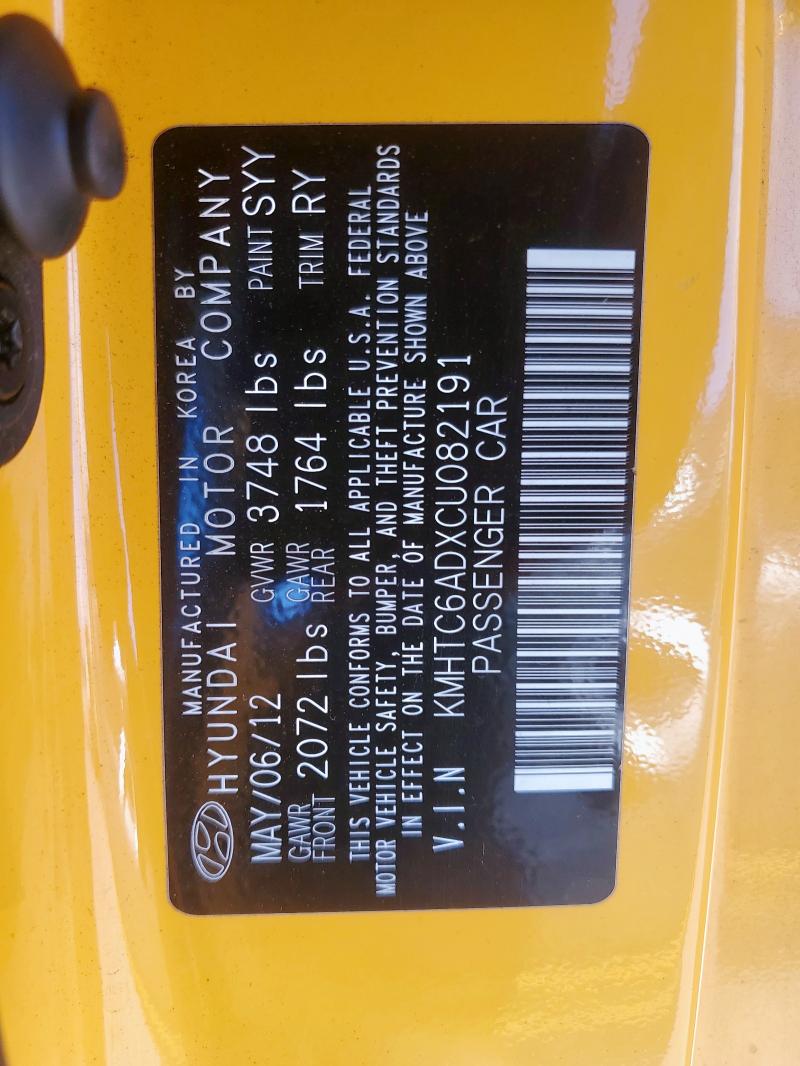 MANUFACTURED IN KOREA BY
HYUNDAI MOTOR COMPANY
MAY/06/12 GVWR 3748 lbs PAINT SYY
GAWR FRONT 2072 lbs GAWR REAR 1764 lbs TRIM RY
THIS VEHICLE CONFORMS TO ALL APPLICABLE U.S.A. FEDERAL
MOTOR VEHICLE SAFETY, BUMPER, AND THEFT PREVENTION STANDARDS
IN EFFECT ON THE DATE OF MANUFACTURE SHOWN ABOVE
V.I.N KMHTC6ADXCU082191
PASSENGER CAR